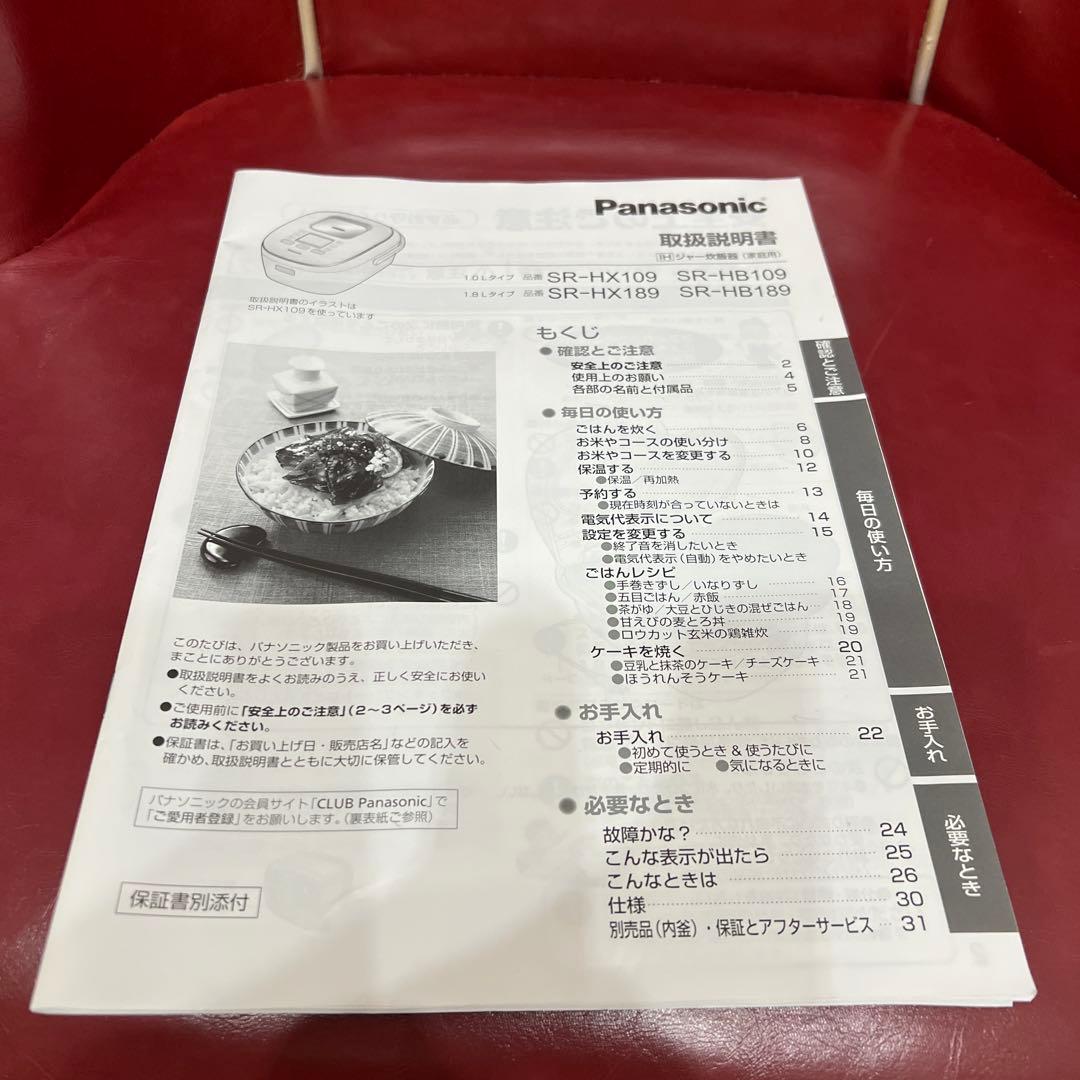 Panasonic
取扱説明書
IHジャー炊飯器(家庭用)
1.0Lタイプ 品番 SR-HX109 SR-HB109
1.8Lタイプ 品番 SR-HX189 SR-HB189
取扱説明書のイラストは
SR-HX109を使っています
このたびは、パナソニック製品をお買い上げいただき、
まことにありがとうございます。
●取扱説明書をよくお読みのうえ、正しく安全にお使い
ください。
●ご使用前に「安全上のご注意」(2〜3ページ)を必ず
お読みください。
●保証書は、「お買い上げ日・販売店名」などの記入を
確かめ、取扱説明書とともに大切に保管してください。
パナソニックの会員サイト「CLUB Panasonic」で
「ご愛用者登録」をお願いします。(裏表紙ご参照)
保証書別添付
もくじ
●確認とご注意
安全上のご注意 2
使用上のお願い 4
各部の名前と付属品 5
●毎日の使い方
ごはんを炊く 6
お米やコースの使い分け 8
お米やコースを変更する 10
保温する 12
●保温/再加熱
予約する 13
●現在時刻が合っていないときは
電気代表示について 14
設定を変更する 15
●終了音を消したいとき
●電気代表示(自動)をやめたいとき
ごはんレシピ
●手巻きずし/いなりずし 16
●五目ごはん/赤飯 17
●茶がゆ/大豆とひじきの混ぜごはん 18
●甘えびの麦とろ丼 19
●ロウカット玄米の鶏雑炊 19
ケーキを焼く 20
●豆乳と抹茶のケーキ/チーズケーキ 21
●ほうれんそうケーキ 21
●お手入れ
お手入れ 22
●初めて使うとき & 使うたびに
●定期的に ●気になるときに
●必要なとき
故障かな? 24
こんな表示が出たら 25
こんなときは 26
仕様 30
別売品(内釜)・保証とアフターサービス 31
確認とご注意
毎日の使い方
お手入れ
必要なとき